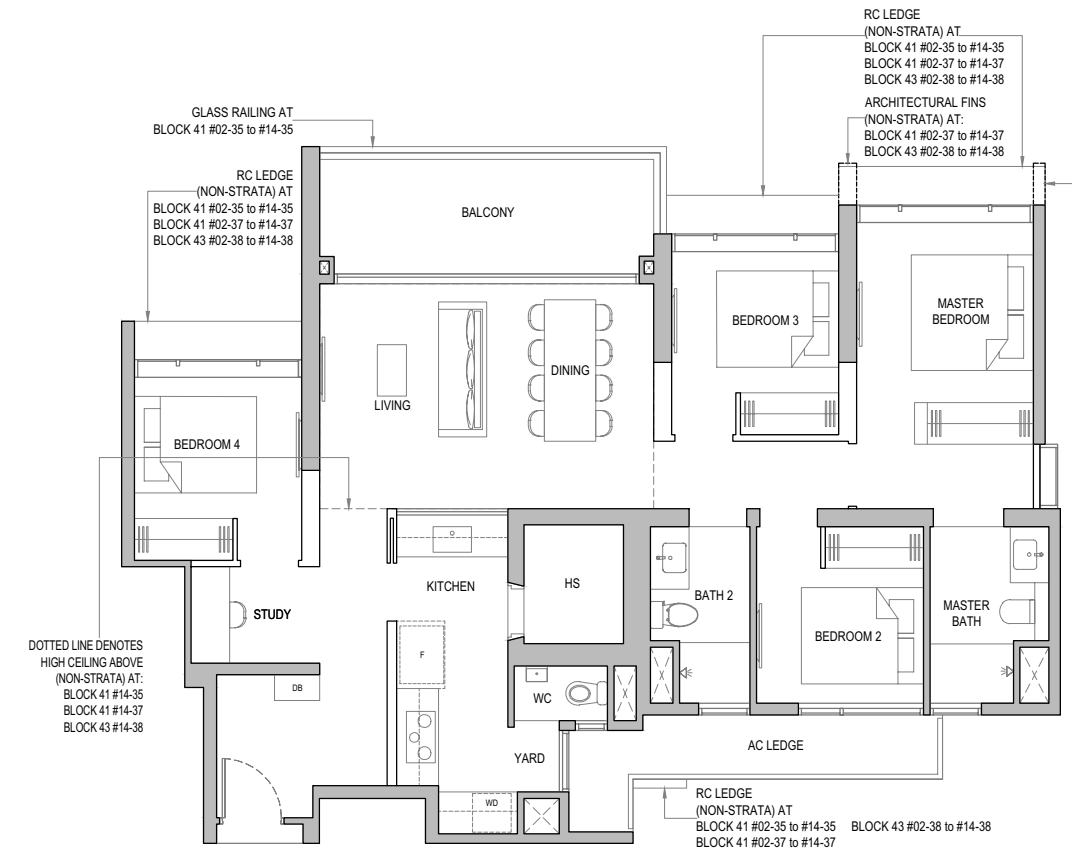 RC LEDGE
(NON-STRATA) AT
BLOCK 41 #02-35 to #14-35
BLOCK 41 #02-37 to #14-37
BLOCK 43 #02-38 to #14-38
ARCHITECTURAL FINS
(NON-STRATA) AT:
BLOCK 41 #02-37 to #14-37
BLOCK 43 #02-38 to #14-38
GLASS RAILING AT
BLOCK 41 #02-35 to #14-35
RC LEDGE
(NON-STRATA) AT
BLOCK 41 #02-35 to #14-35
BLOCK 41 #02-37 to #14-37
BLOCK 43 #02-38 to #14-38
BALCONY
BEDROOM 3
MASTER
BEDROOM
DINING
LIVING
BEDROOM 4
KITCHEN
HS
BATH 2
STUDY
MASTER
BATH
BEDROOM 2
DOTTED LINE DENOTES
HIGH CEILING ABOVE
(NON-STRATA) AT:
BLOCK 41 #14-35
BLOCK 41 #14-37
BLOCK 43 #14-38
F
DB
WC
YARD
AC LEDGE
WD
RC LEDGE
(NON-STRATA) AT
BLOCK 41 #02-35 to #14-35 BLOCK 43 #02-38 to #14-38
BLOCK 41 #02-37 to #14-37